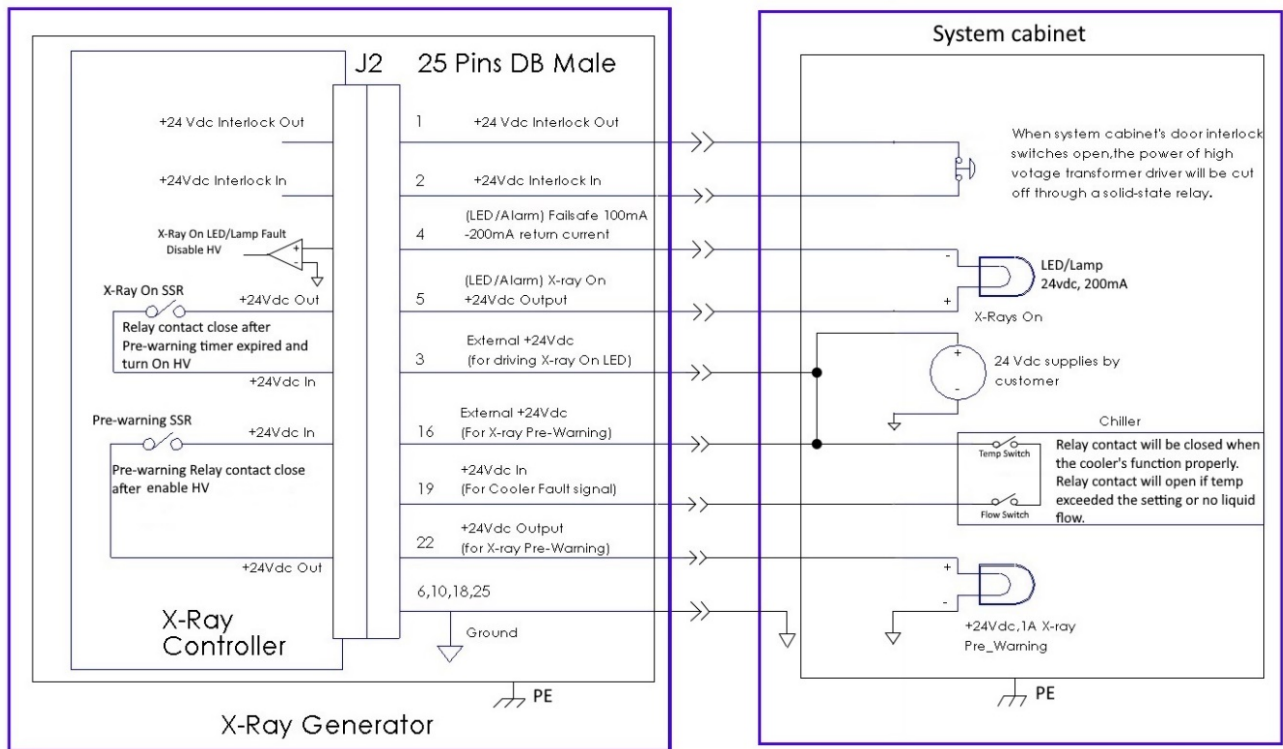 System cabinet
J2 25 Pins DB Male
+24 Vdc Interlock Out
1 +24 Vdc Interlock Out
When system cabinet's door interlock
switches open,the power of high
votage transformer driver will be cut
off through a solid-state relay.
+24Vdc Interlock In
2 +24Vdc Interlock In
X-Ray On LED/Lamp Fault
Disable HV
+
-
(LED/Alarm) Failsafe 100mA
4 -200mA return current
-
LED/Lamp
24vdc, 200mA
+
X-Rays On
X-Ray On SSR
+24Vdc Out
(LED/Alarm) X-ray On
5 +24Vdc Output
Relay contact close after
Pre-warning timer expired and
turn On HV
+24Vdc In
External +24Vdc
3 (for driving X-ray On LED)
+
-
24 Vdc supplies by
customer
Pre-warning SSR
+24Vdc In
External +24Vdc
16 (For X-ray Pre-Warning)
Chiller
Temp Switch
Flow Switch
Relay contact will be closed when
the cooler's function properly.
Relay contact will open if temp
exceeded the setting or no liquid
flow.
Pre-warning Relay contact close
after enable HV
+24Vdc In
19 (For Cooler Fault signal)
+24Vdc Out
+24Vdc Output
22 (for X-ray Pre-Warning)
+
-
+24Vdc,1A X-ray
Pre_Warning
6,10,18,25
Ground
X-Ray
Controller
PE
PE
X-Ray Generator